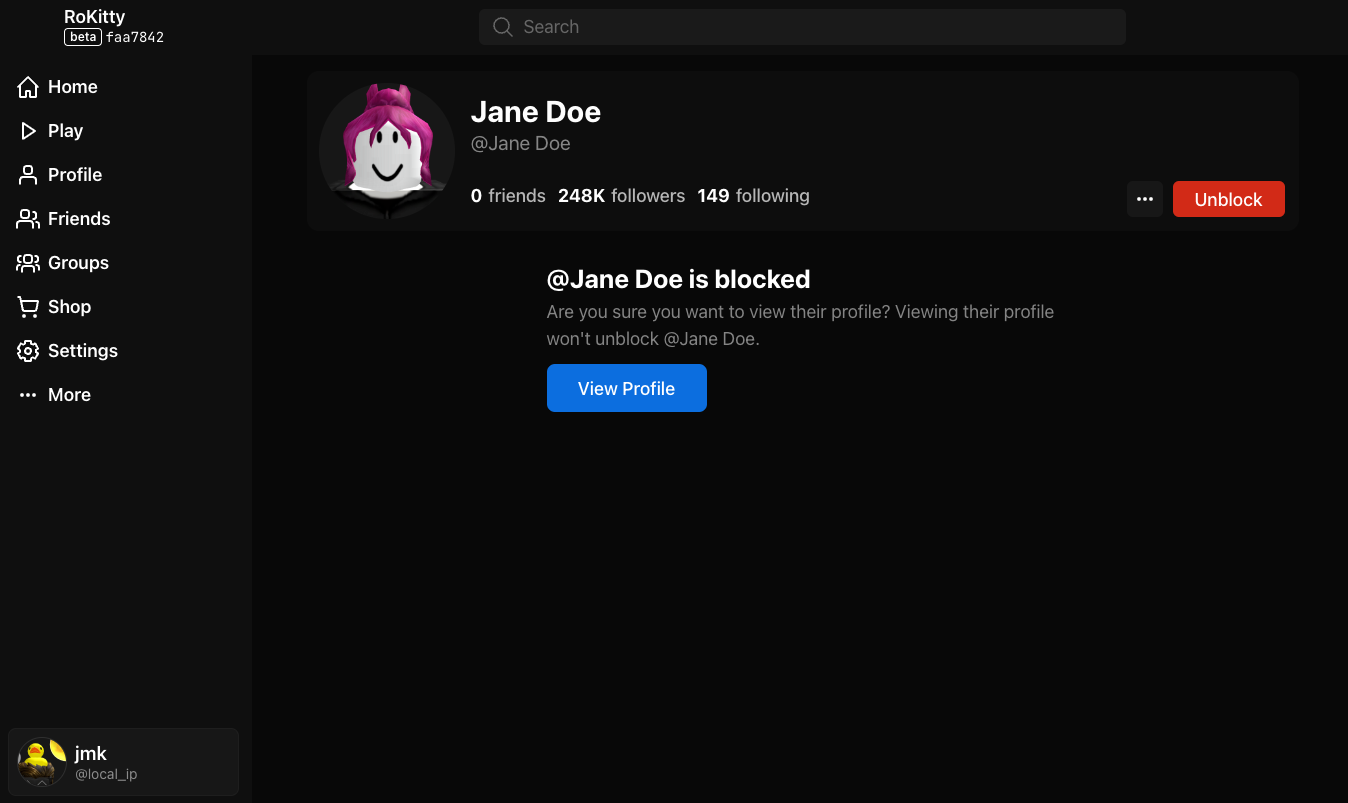 RoKitty
beta faa7842
Search
Home
Play
Profile
Friends
Groups
Shop
Settings
More
Jane Doe
@Jane Doe
0 friends 248K followers 149 following
Unblock
@Jane Doe is blocked
Are you sure you want to view their profile? Viewing their profile
won't unblock @Jane Doe.
View Profile
jmk
@local_ip